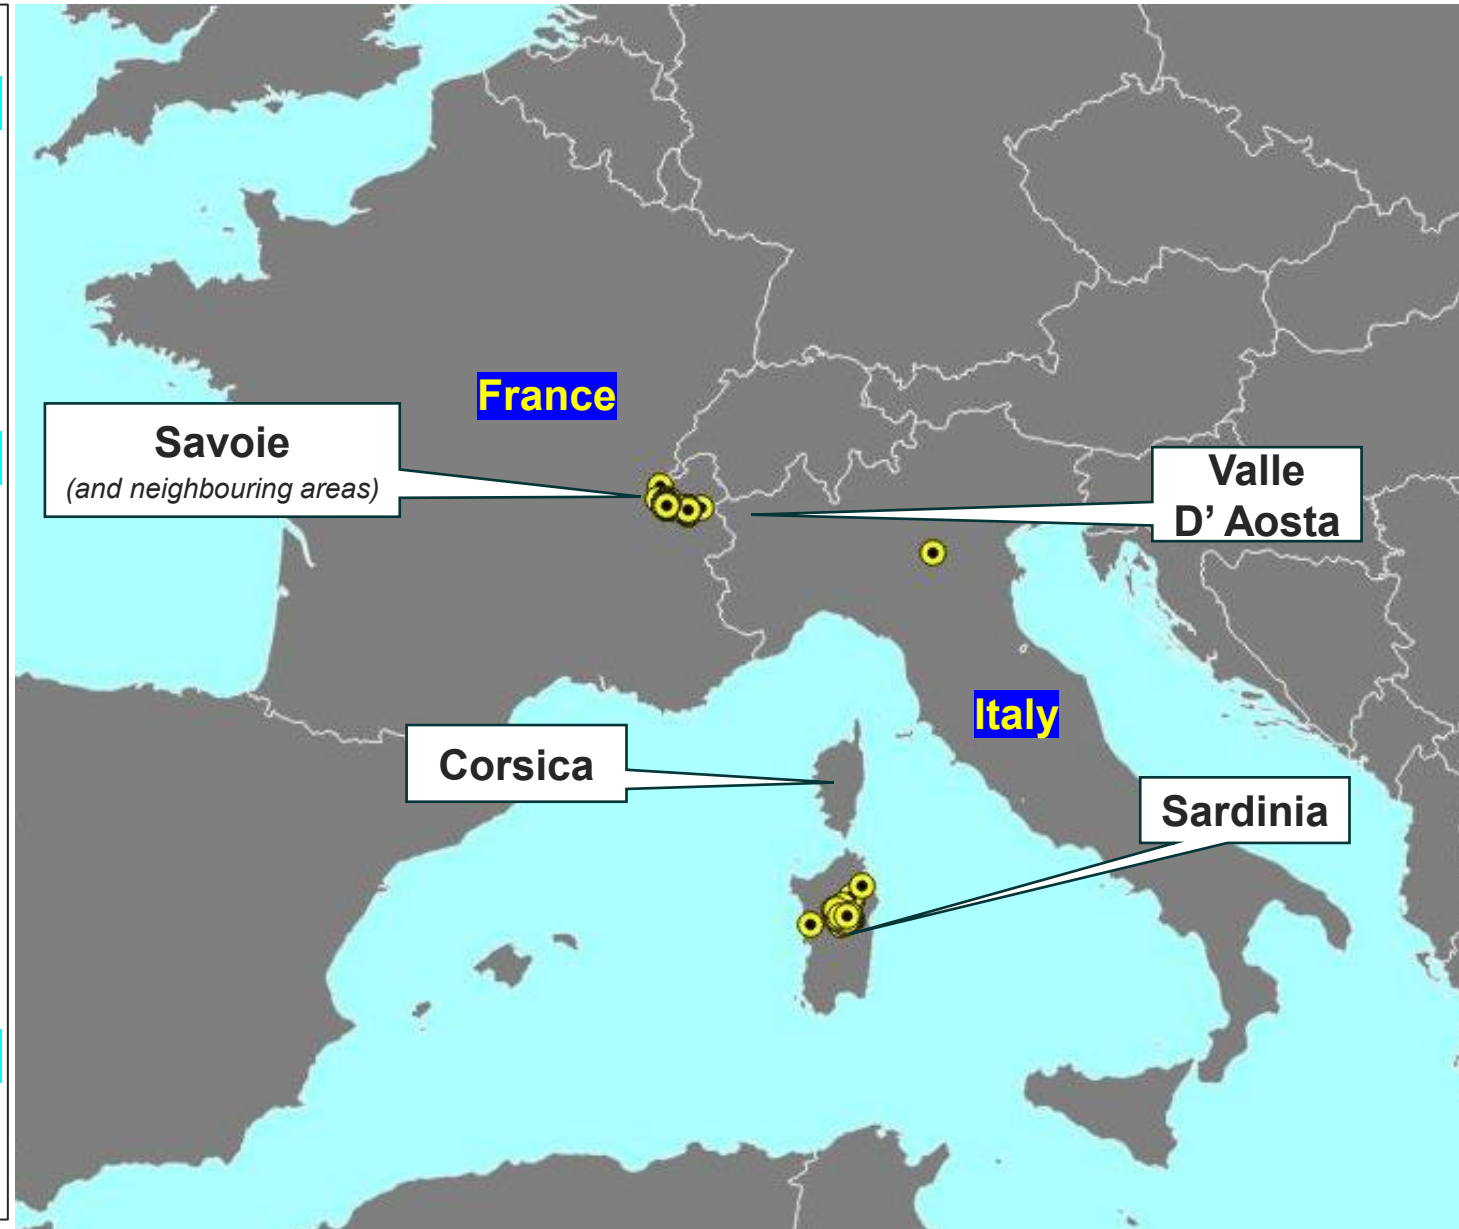 France
Savoie
(and neighbouring areas)
Valle
D’ Aosta
Italy
Corsica
Sardinia